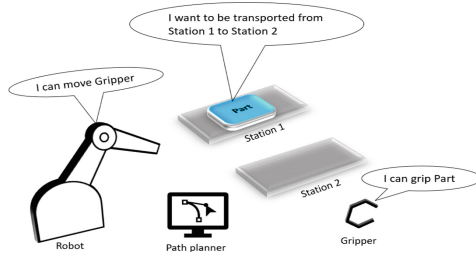 I want to be transported from
Station 1 to Station 2
I can move Gripper
Part
Station 1
Station 2
I can grip Part
Robot
Path planner
Gripper